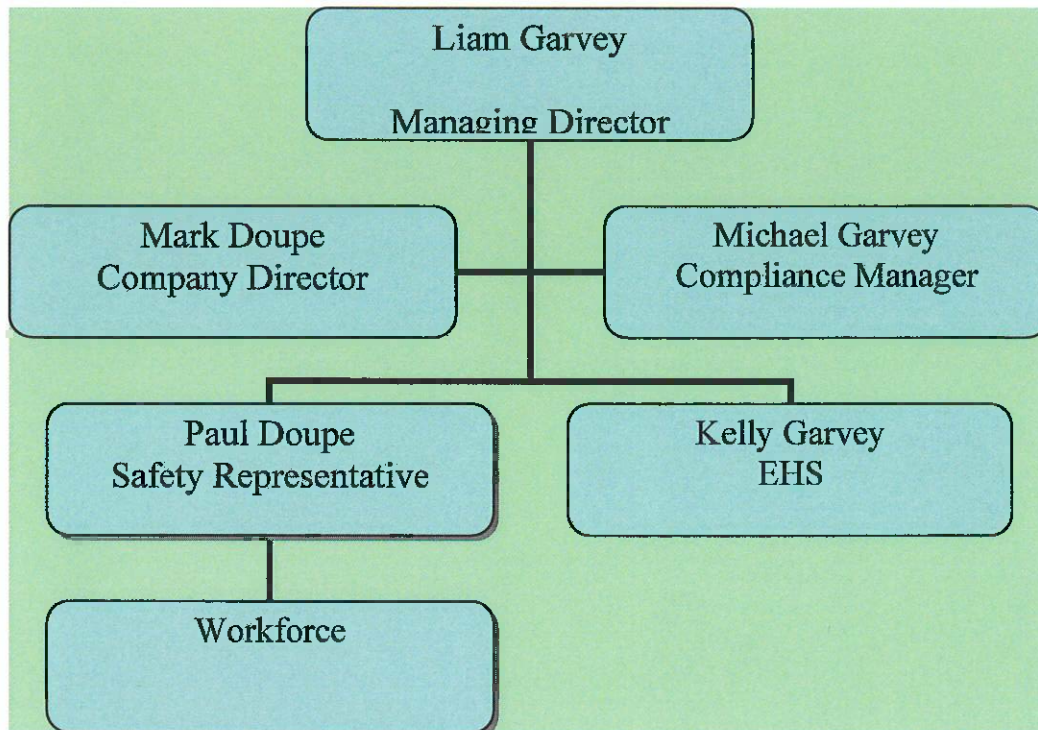 Liam Garvey
Managing Director
Mark Doupe
Company Director
Michael Garvey
Compliance Manager
Paul Doupe
Safety Representative
Kelly Garvey
EHS
Workforce